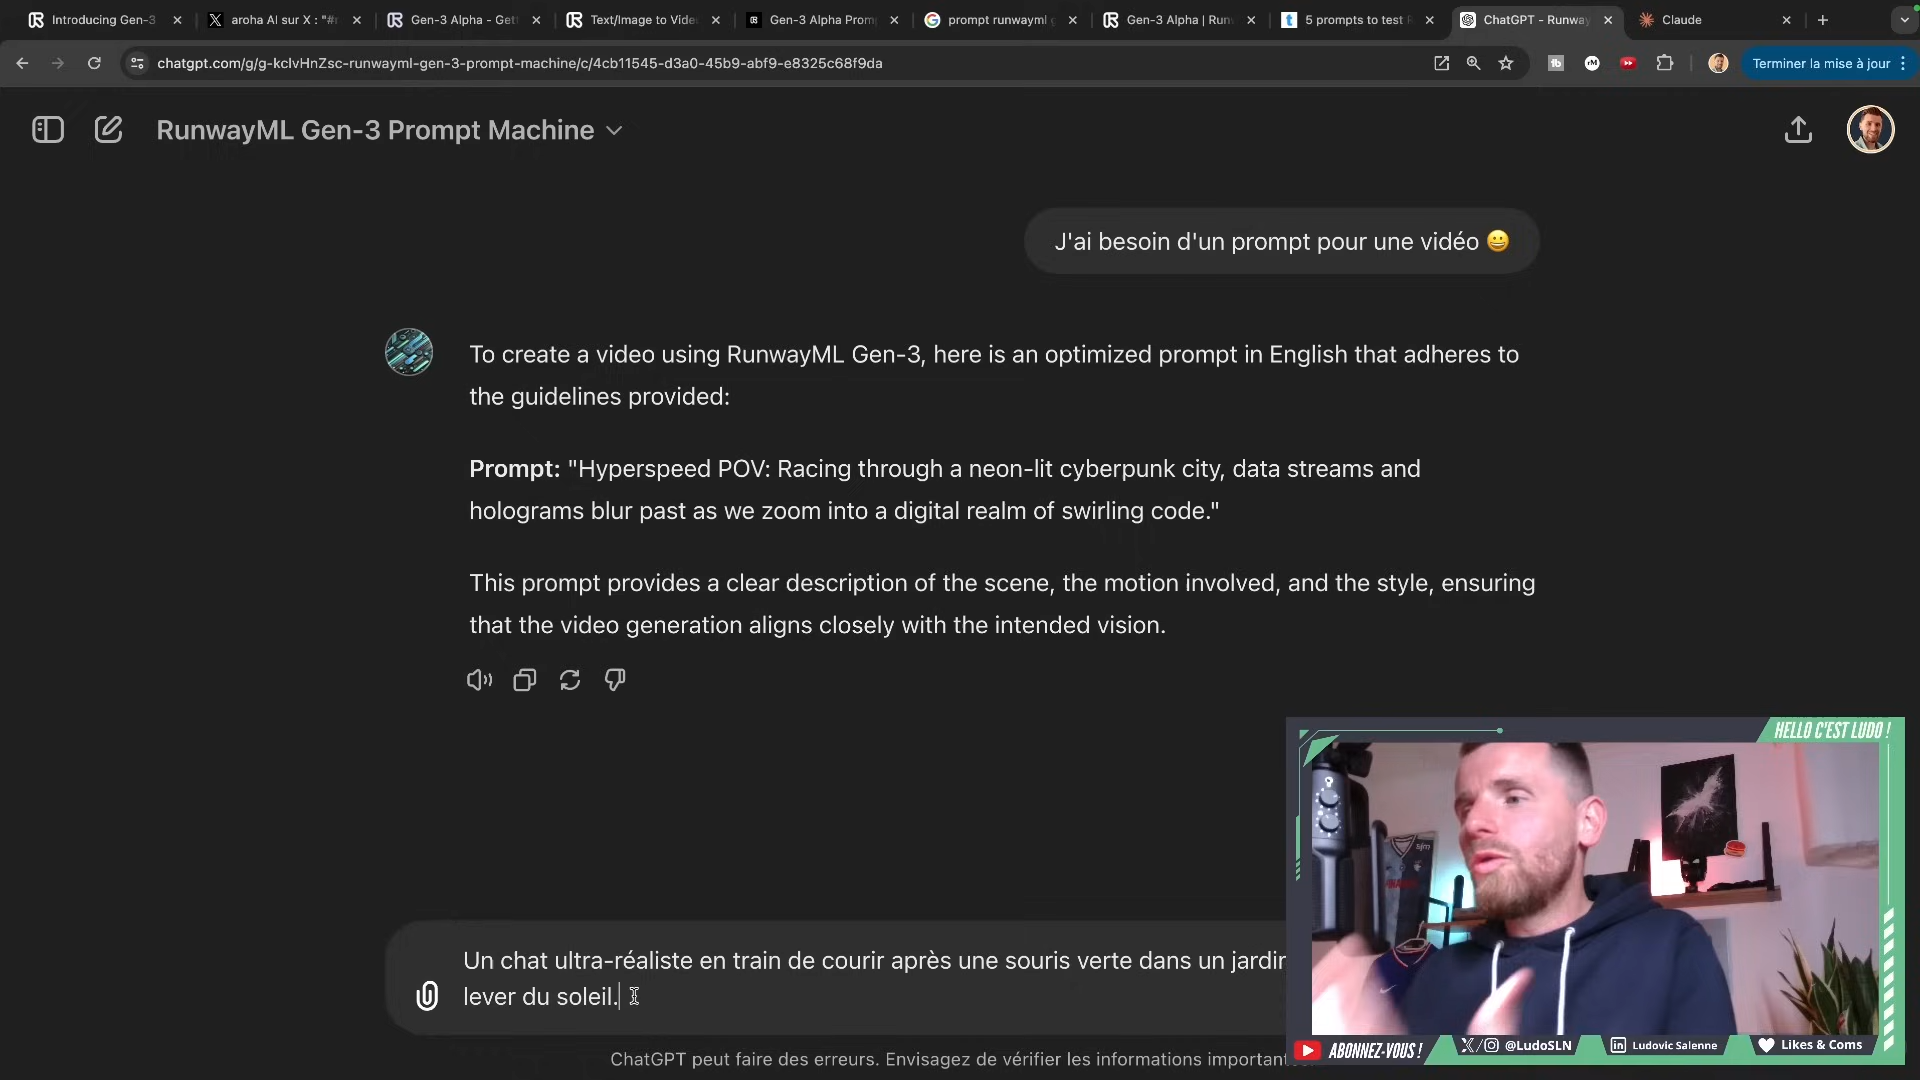 Introducing Gen-3
aroha AI sur X : "#r
Gen-3 Alpha - Gett
Text/Image to Vide
Gen-3 Alpha Prom
prompt runwayml g
Gen-3 Alpha | Run
5 prompts to test R
ChatGPT - Runway
Claude
chatgpt.com/g/g-kclvHnZsc-runwayml-gen-3-prompt-machine/c/4cb11545-d3a0-45b9-abf9-e8325c68f9da
Terminer la mise à jour
RunwayML Gen-3 Prompt Machine
J'ai besoin d'un prompt pour une vidéo 😀
To create a video using RunwayML Gen-3, here is an optimized prompt in English that adheres to
the guidelines provided:
Prompt: "Hyperspeed POV: Racing through a neon-lit cyberpunk city, data streams and
holograms blur past as we zoom into a digital realm of swirling code."
This prompt provides a clear description of the scene, the motion involved, and the style, ensuring
that the video generation aligns closely with the intended vision.
HELLO C'EST LUDO !
Un chat ultra-réaliste en train de courir après une souris verte dans un jardin
lever du soleil.
ABONNEZ-VOUS !
@LudoSLN
Ludovic Salenne
Likes & Coms
ChatGPT peut faire des erreurs. Envisagez de vérifier les informations important